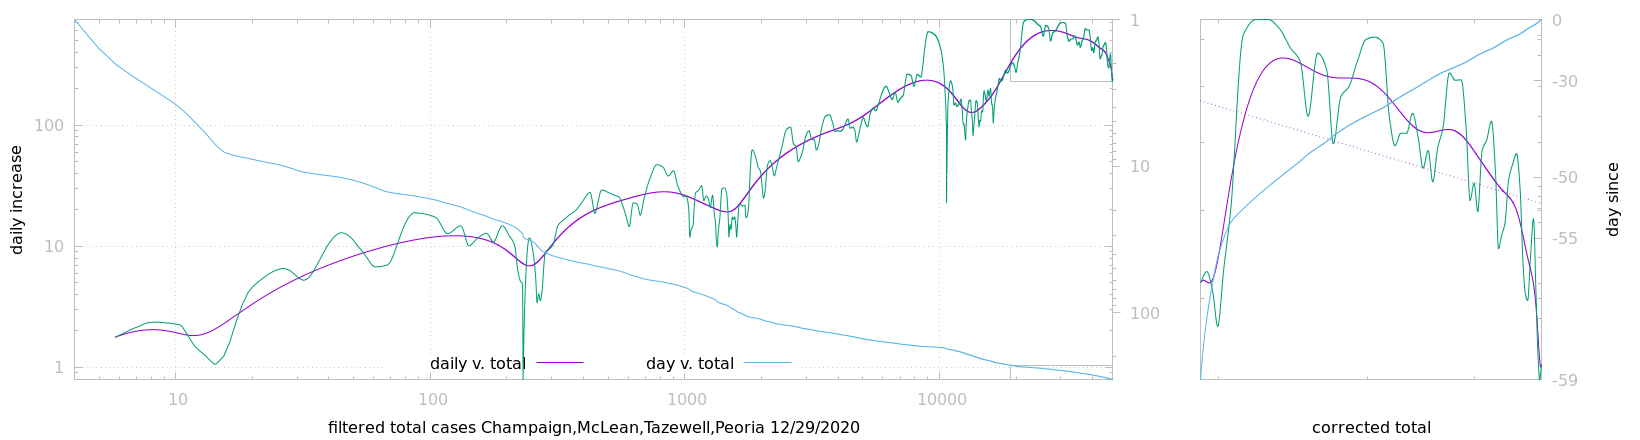 daily increase
100
10
1
daily v. total
day v. total
10
100
1000
10000
1
10
100
filtered total cases Champaign,McLean,Tazewell,Peoria 12/29/2020
0
-30
-50
-55
-59
day since
corrected total